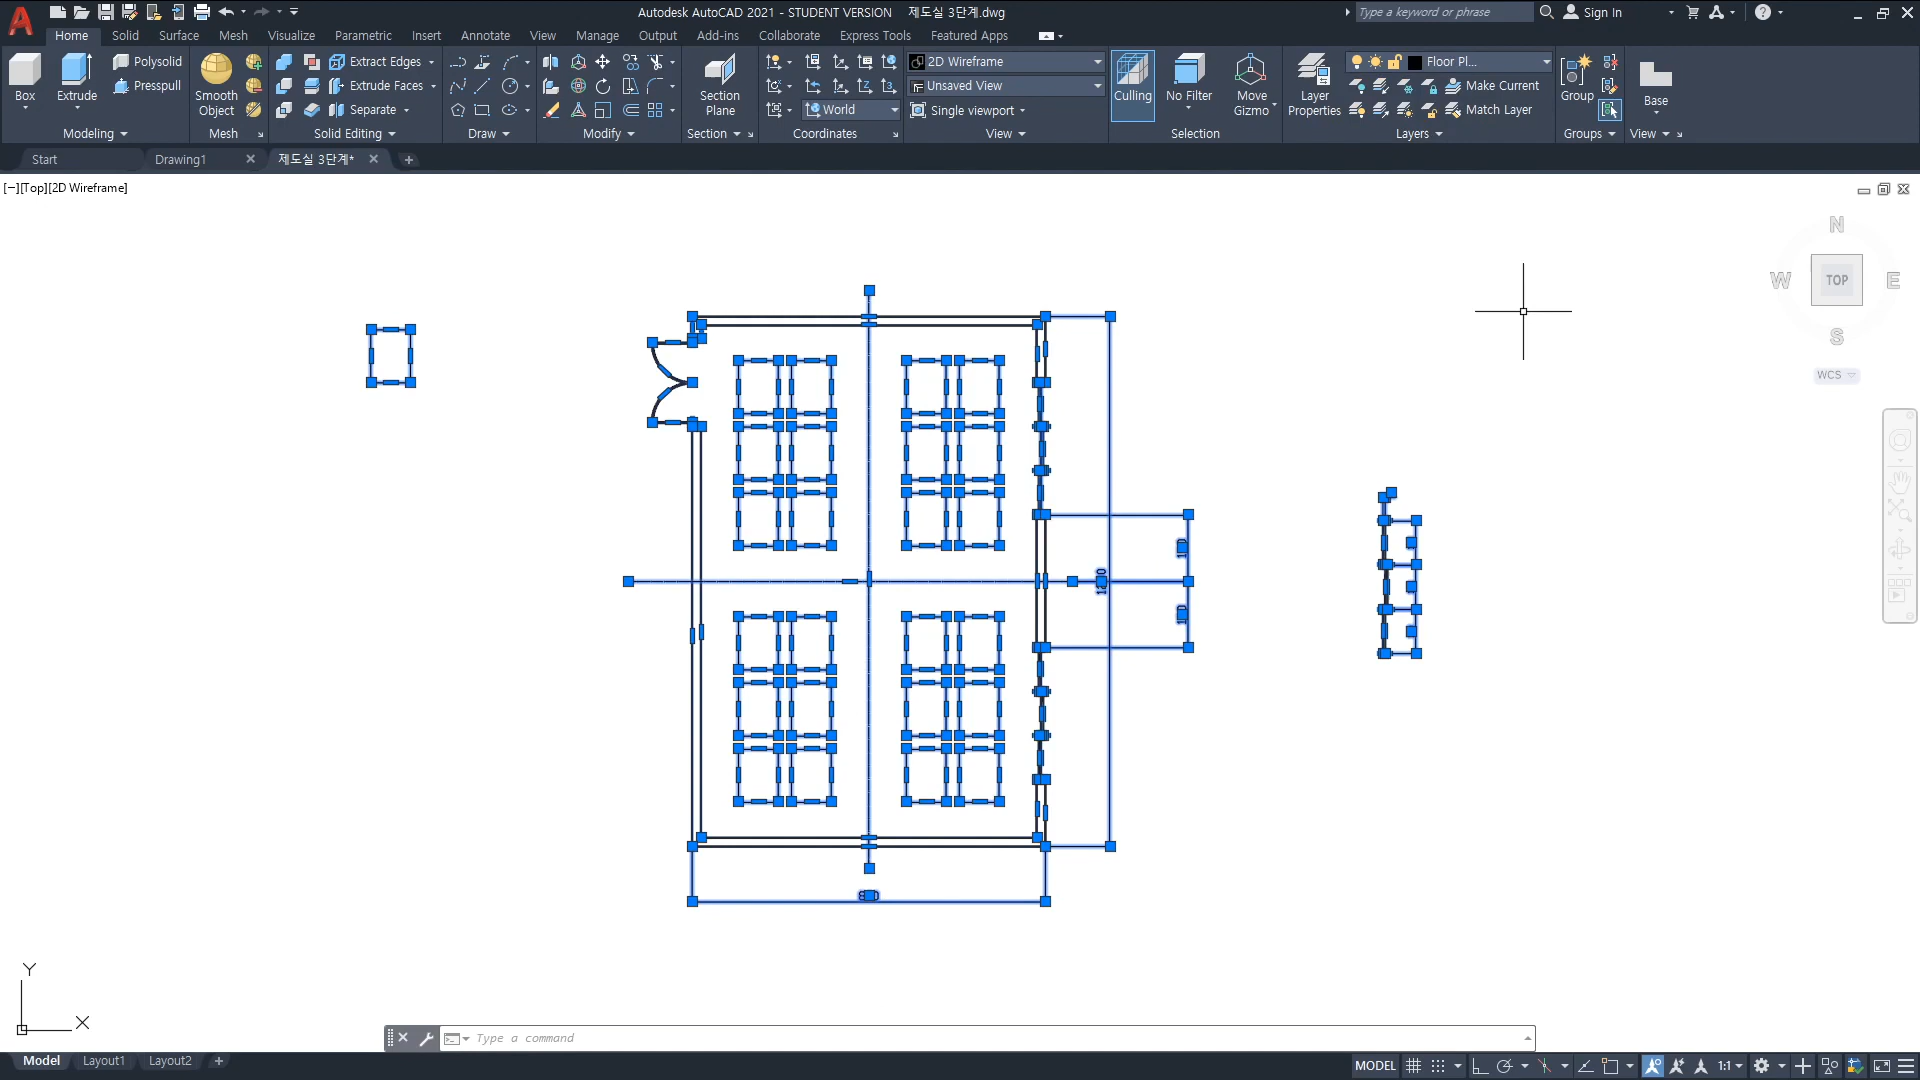 Autodesk AutoCAD 2021 - STUDENT VERSION 제도실 3단계.dwg
Type a keyword or phrase
Sign In
Home Solid Surface Mesh Visualize Parametric Insert Annotate View Manage Output Add-ins Collaborate Express Tools Featured Apps
Box
Extrude
Polysolid
Presspull
Modeling
Smooth
Object
Mesh
Extract Edges
Extrude Faces
Separate
Solid Editing
Draw
Modify
Section
Plane
Section
World
Coordinates
2D Wireframe
Unsaved View
Single viewport
View
Culling
No Filter
Move
Gizmo
Selection
Layer
Properties
Floor Pl...
Make Current
Match Layer
Layers
Group
Groups
Base
View
Start Drawing1 제도실 3단계*
[−][Top][2D Wireframe]
N
W TOP E
S
WCS
Y
X
Type a command
Model Layout1 Layout2
MODEL 1:1